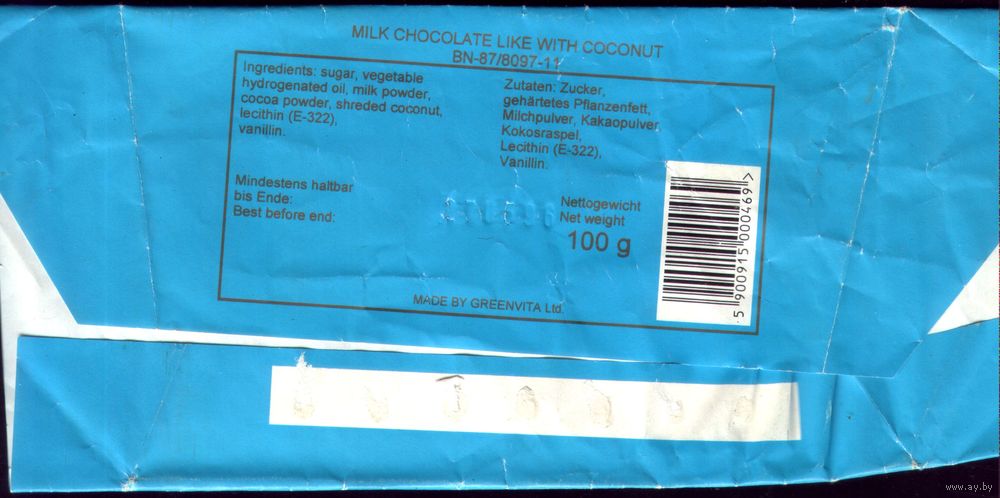 MILK CHOCOLATE LIKE WITH COCONUT
BN-87/8097-11
Ingredients: sugar, vegetable
hydrogenated oil, milk powder,
cocoa powder, shredded coconut,
lecithin (E-322),
vanillin.
Zutaten: Zucker,
gehärtetes Pflanzenfett,
Milchpulver, Kakaopulver,
Kokosraspel,
Lecithin (E-322),
Vanillin.
Mindestens haltbar
bis Ende:
Best before end:
Nettogewicht
Net weight
100 g
MADE BY GREENVITA Ltd.
5 900915 000469 >
www.ay.by